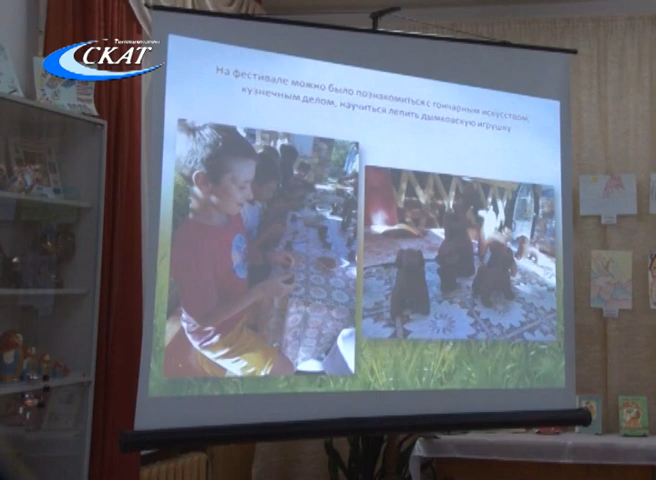 СКАТ
На фестивале можно было познакомиться с гончарным искусством,
кузнечным делом, научиться лепить дымковскую игрушку